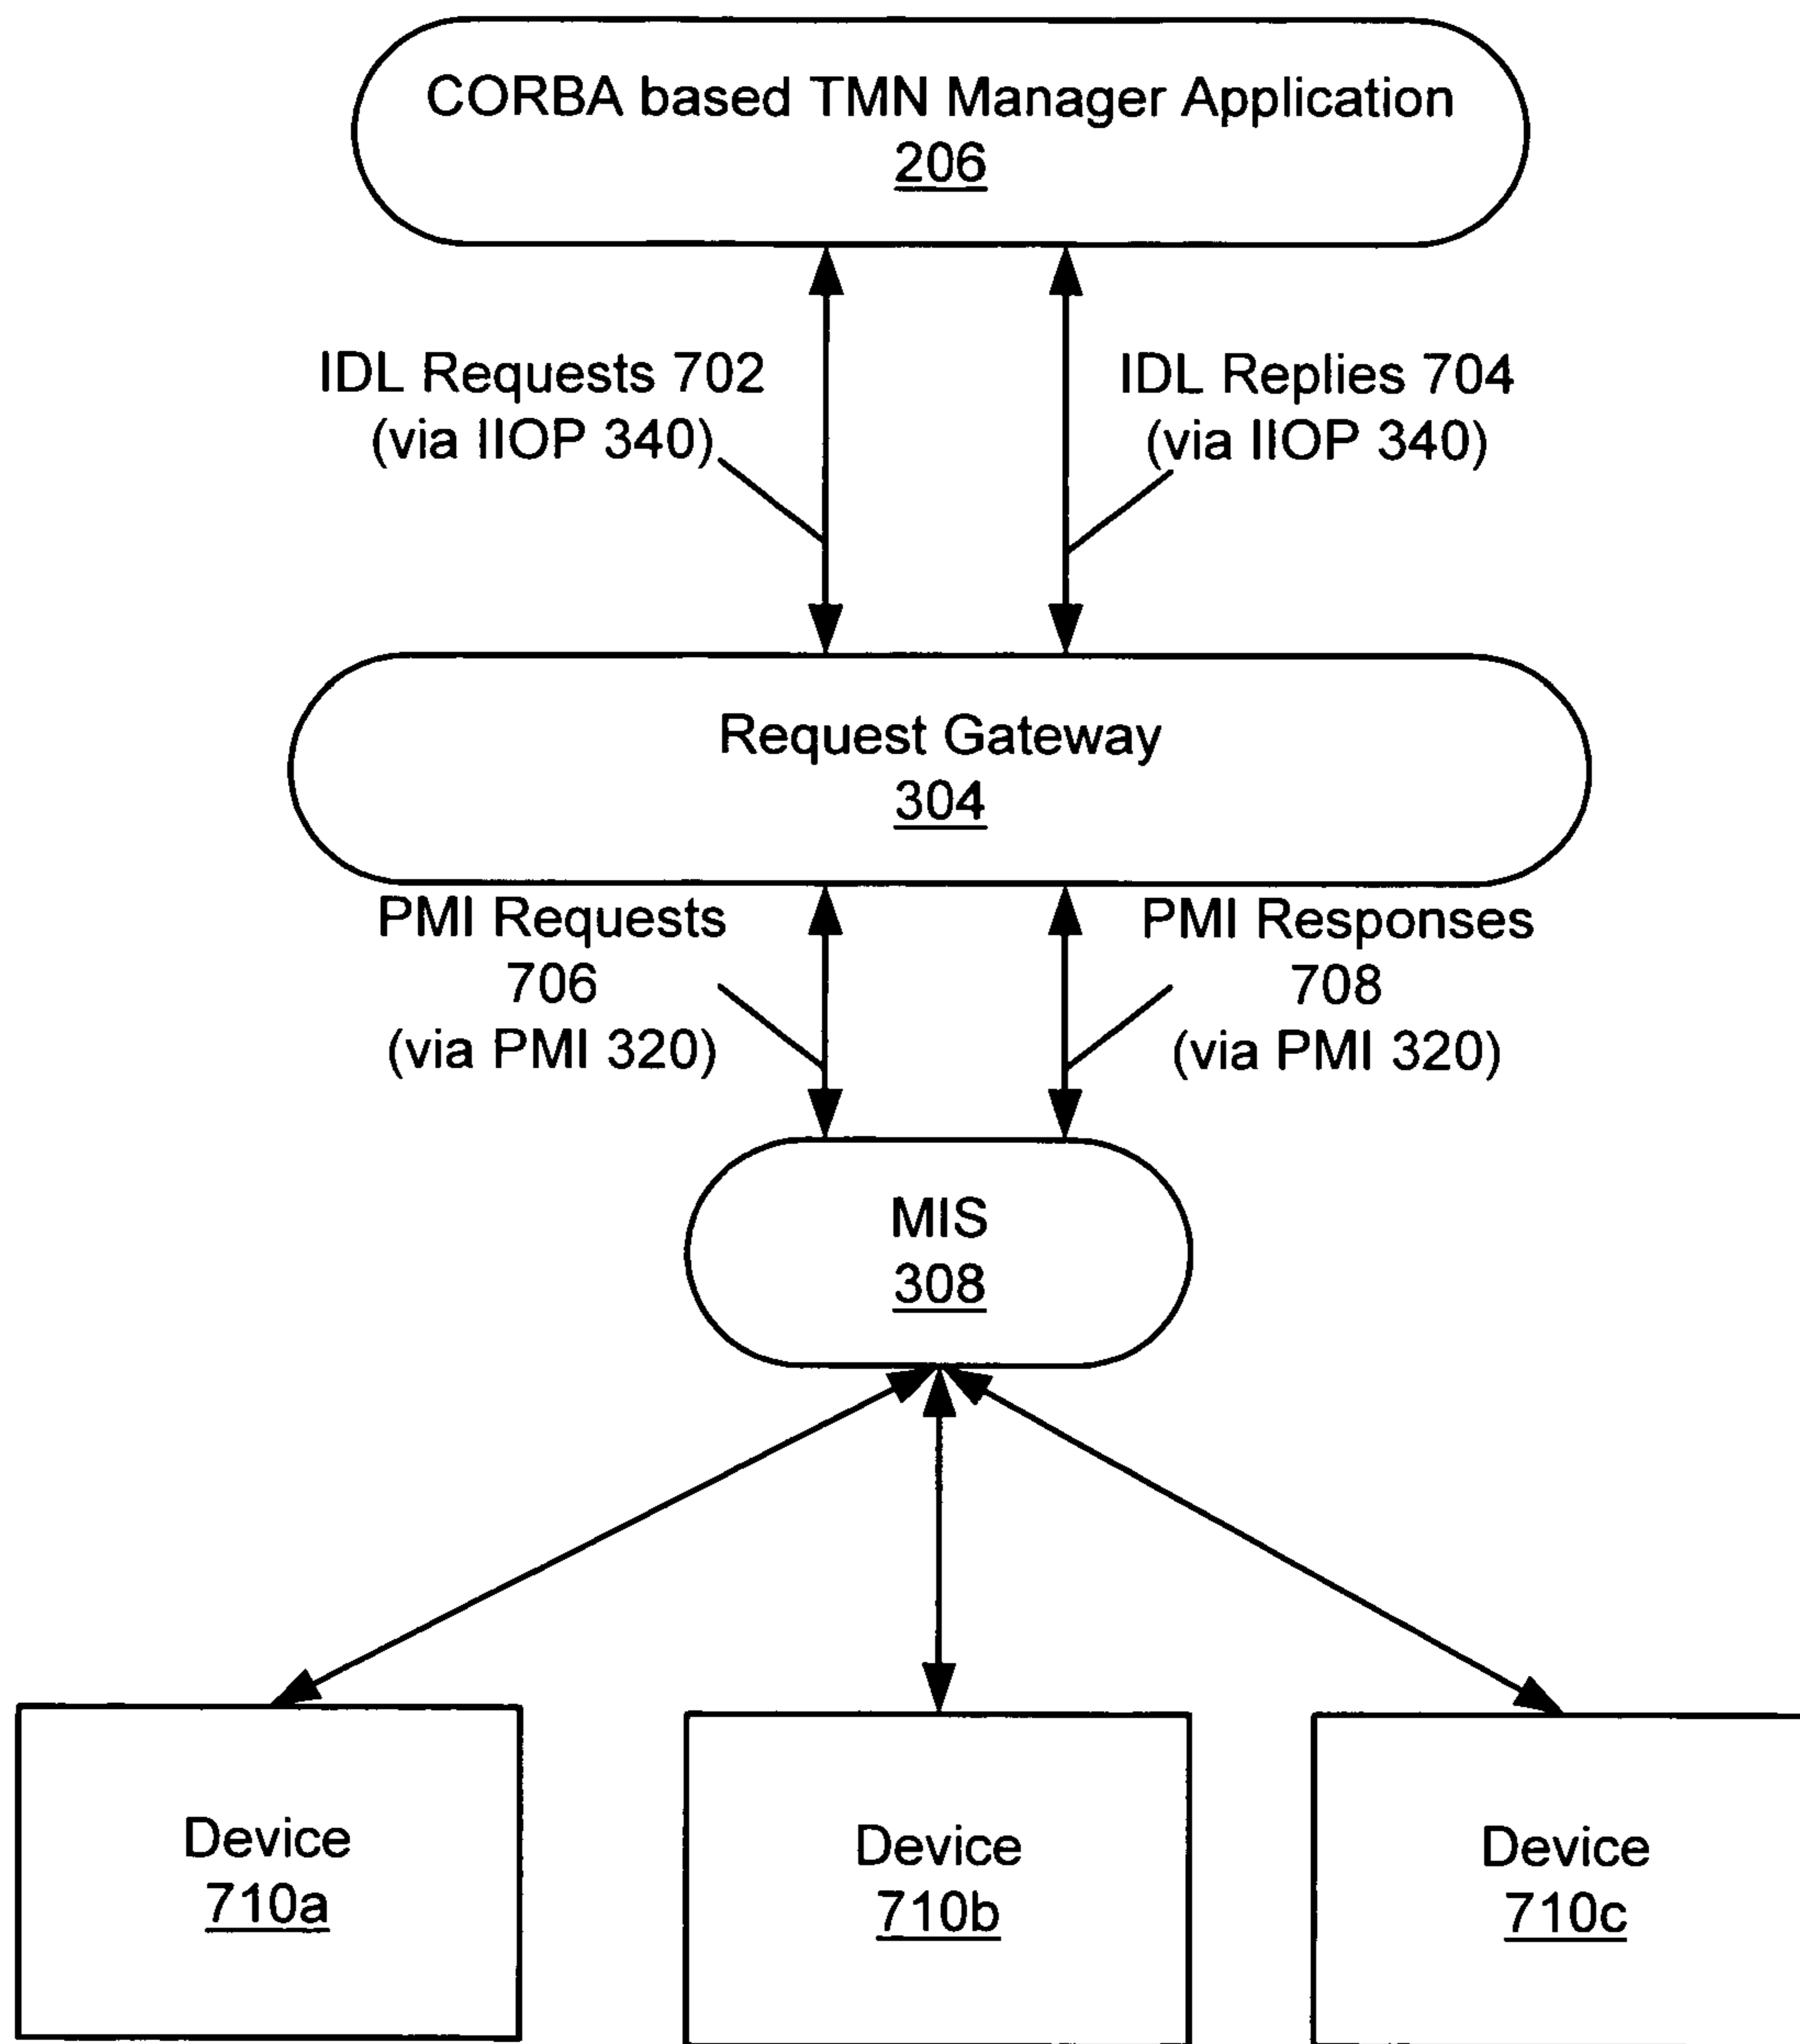 CORBA based TMN Manager Application
206
IDL Requests 702
(via IIOP 340)
IDL Replies 704
(via IIOP 340)
Request Gateway
304
PMI Requests
706
(via PMI 320)
PMI Responses
708
(via PMI 320)
MIS
308
Device
710a
Device
710b
Device
710c